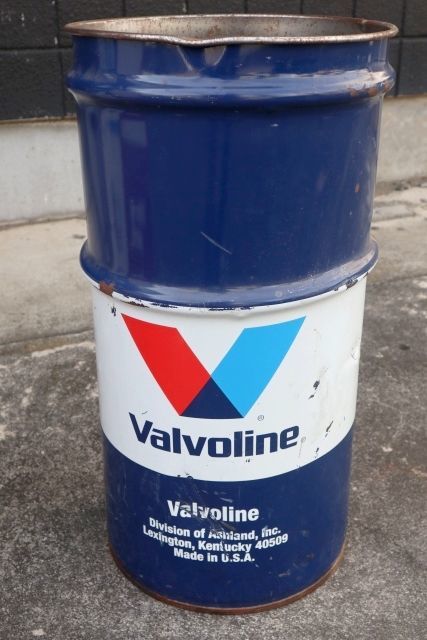 Valvoline®
Valvoline
Division of Ashland, Inc.
Lexington, Kentucky 40509
Made in U.S.A.